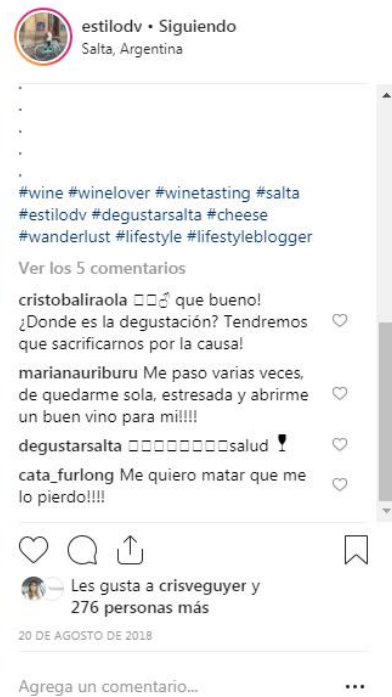 estilodv • Siguiendo
Salta, Argentina
.
.
.
.
.
#wine #winelover #winetasting #salta
#estilodv #degustarsalta #cheese
#wanderlust #lifestyle #lifestyleblogger
Ver los 5 comentarios
cristobaliraola □□♂ que bueno!
¿Donde es la degustación? Tendremos
que sacrificarnos por la causa!
marianauriburu Me paso varias veces,
de quedarme sola, estresada y abrirme
un buen vino para mi!!!!
degustarsalta □□□□□□□□salud 🍷
cata_furlong Me quiero matar que me
lo pierdo!!!!
Les gusta a crisveguyer y
276 personas más
20 DE AGOSTO DE 2018
Agrega un comentario...